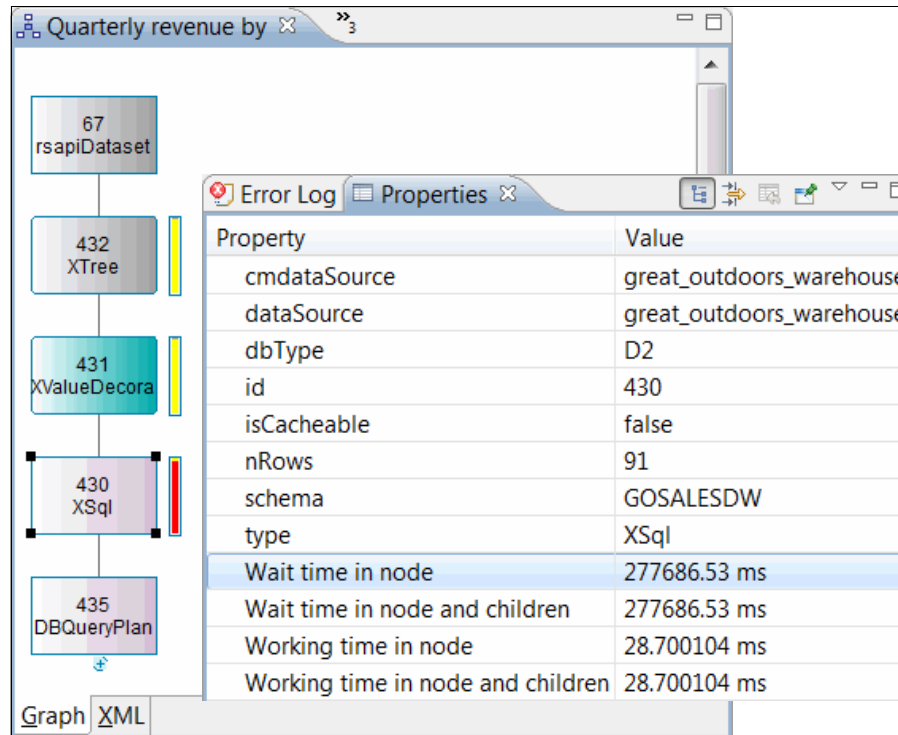 Quarterly revenue by
»3
67
rsapiDataset
432
XTree
431
XValueDecora
430
XSql
435
DBQueryPlan
Graph XML
Error Log Properties
Property Value
cmdataSource great_outdoors_warehouse
dataSource great_outdoors_warehouse
dbType D2
id 430
isCacheable false
nRows 91
schema GOSALESDW
type XSql
Wait time in node 277686.53 ms
Wait time in node and children 277686.53 ms
Working time in node 28.700104 ms
Working time in node and children 28.700104 ms